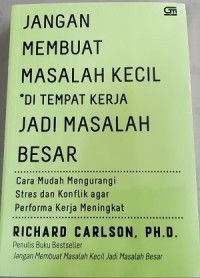 GM
JANGAN
MEMBUAT
MASALAH KECIL
*DI TEMPAT KERJA
JADI MASALAH
BESAR
Cara Mudah Mengurangi
Stres dan Konflik agar
Performa Kerja Meningkat
RICHARD CARLSON, PH.D.
Penulis Buku Bestseller
Jangan Membuat Masalah Kecil Jadi Masalah Besar